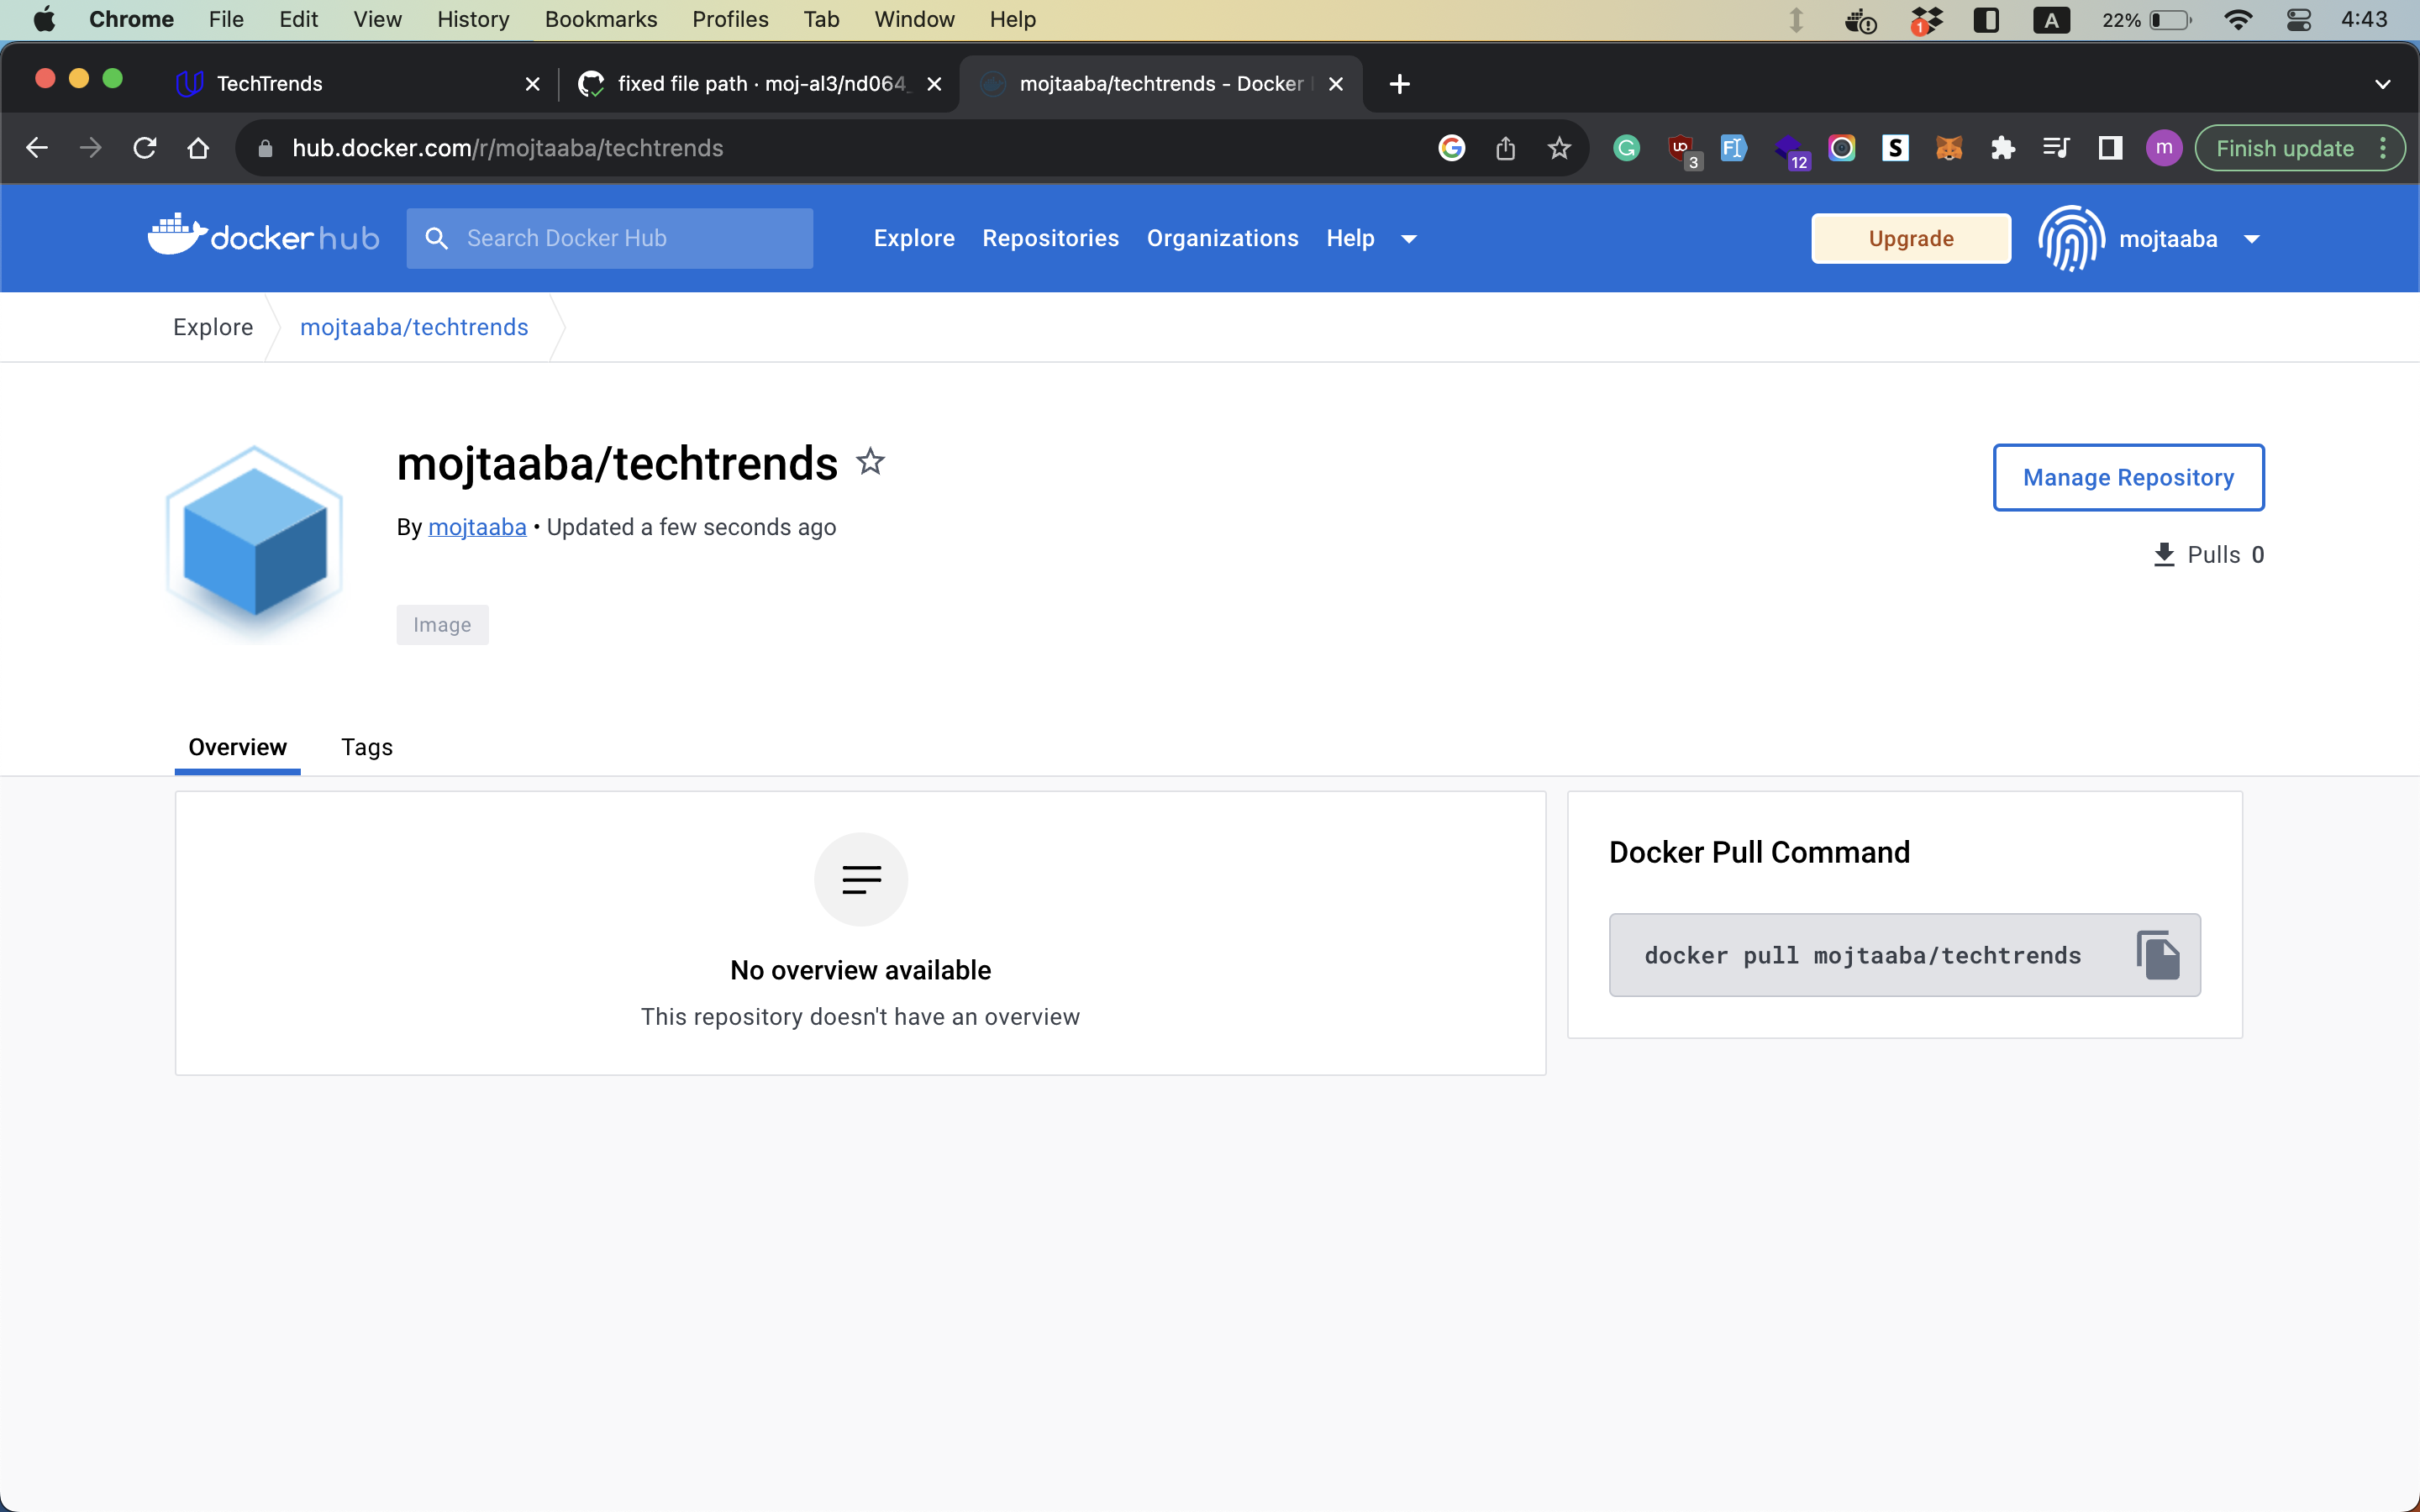 Chrome File Edit View History Bookmarks Profiles Tab Window Help 1 A 22% 4:43
TechTrends fixed file path · moj-al3/nd064_ mojtaaba/techtrends - Docker
hub.docker.com/r/mojtaaba/techtrends 3 12 S m Finish update
docker hub Search Docker Hub Explore Repositories Organizations Help Upgrade mojtaaba
Explore mojtaaba/techtrends
mojtaaba/techtrends
Manage Repository
By mojtaaba • Updated a few seconds ago
Pulls 0
Image
Overview Tags
Docker Pull Command
docker pull mojtaaba/techtrends
No overview available
This repository doesn't have an overview